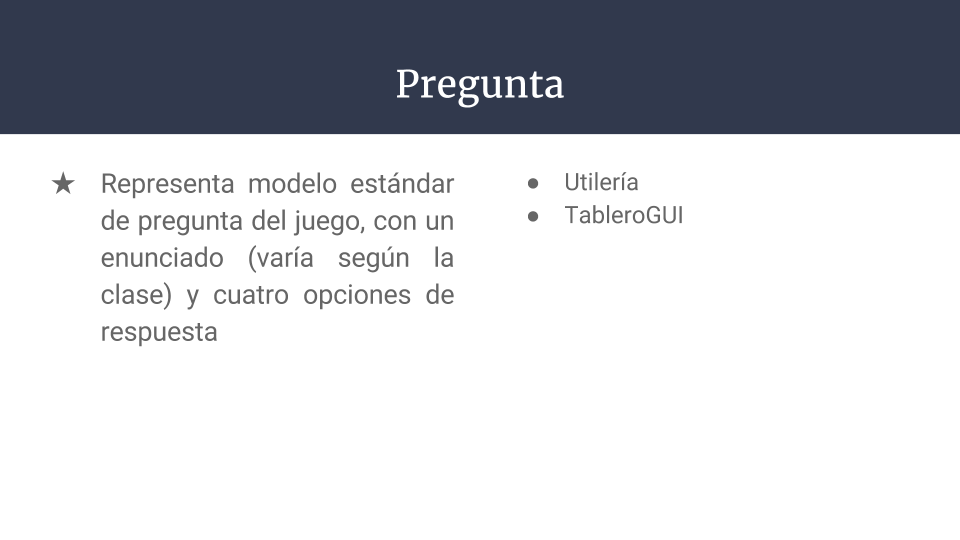 Pregunta
★ Representa modelo estándar
de pregunta del juego, con un
enunciado (varía según la
clase) y cuatro opciones de
respuesta
● Utilería
● TableroGUI